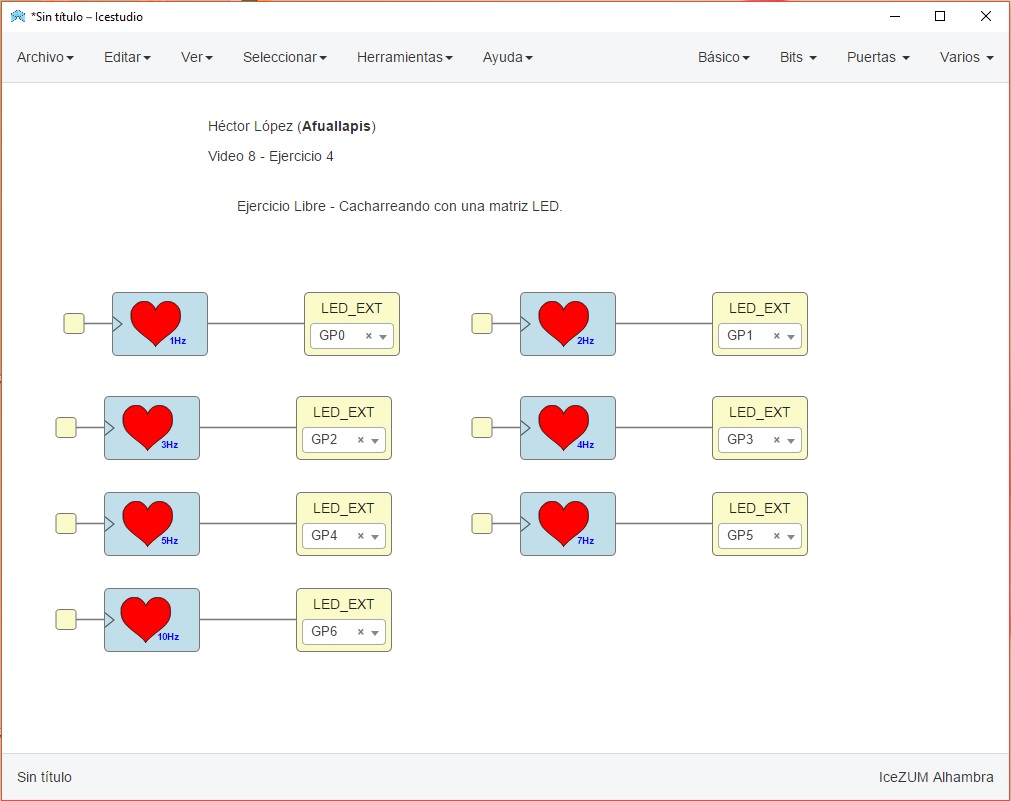 *Sin título – Icestudio
Archivo Editar Ver Seleccionar Herramientas Ayuda Básico Bits Puertas Varios
Héctor López (Afuallapis)
Video 8 - Ejercicio 4
Ejercicio Libre - Cacharreando con una matriz LED.
1Hz
LED_EXT
GP0
2Hz
LED_EXT
GP1
3Hz
LED_EXT
GP2
4Hz
LED_EXT
GP3
5Hz
LED_EXT
GP4
7Hz
LED_EXT
GP5
10Hz
LED_EXT
GP6
Sin título IceZUM Alhambra